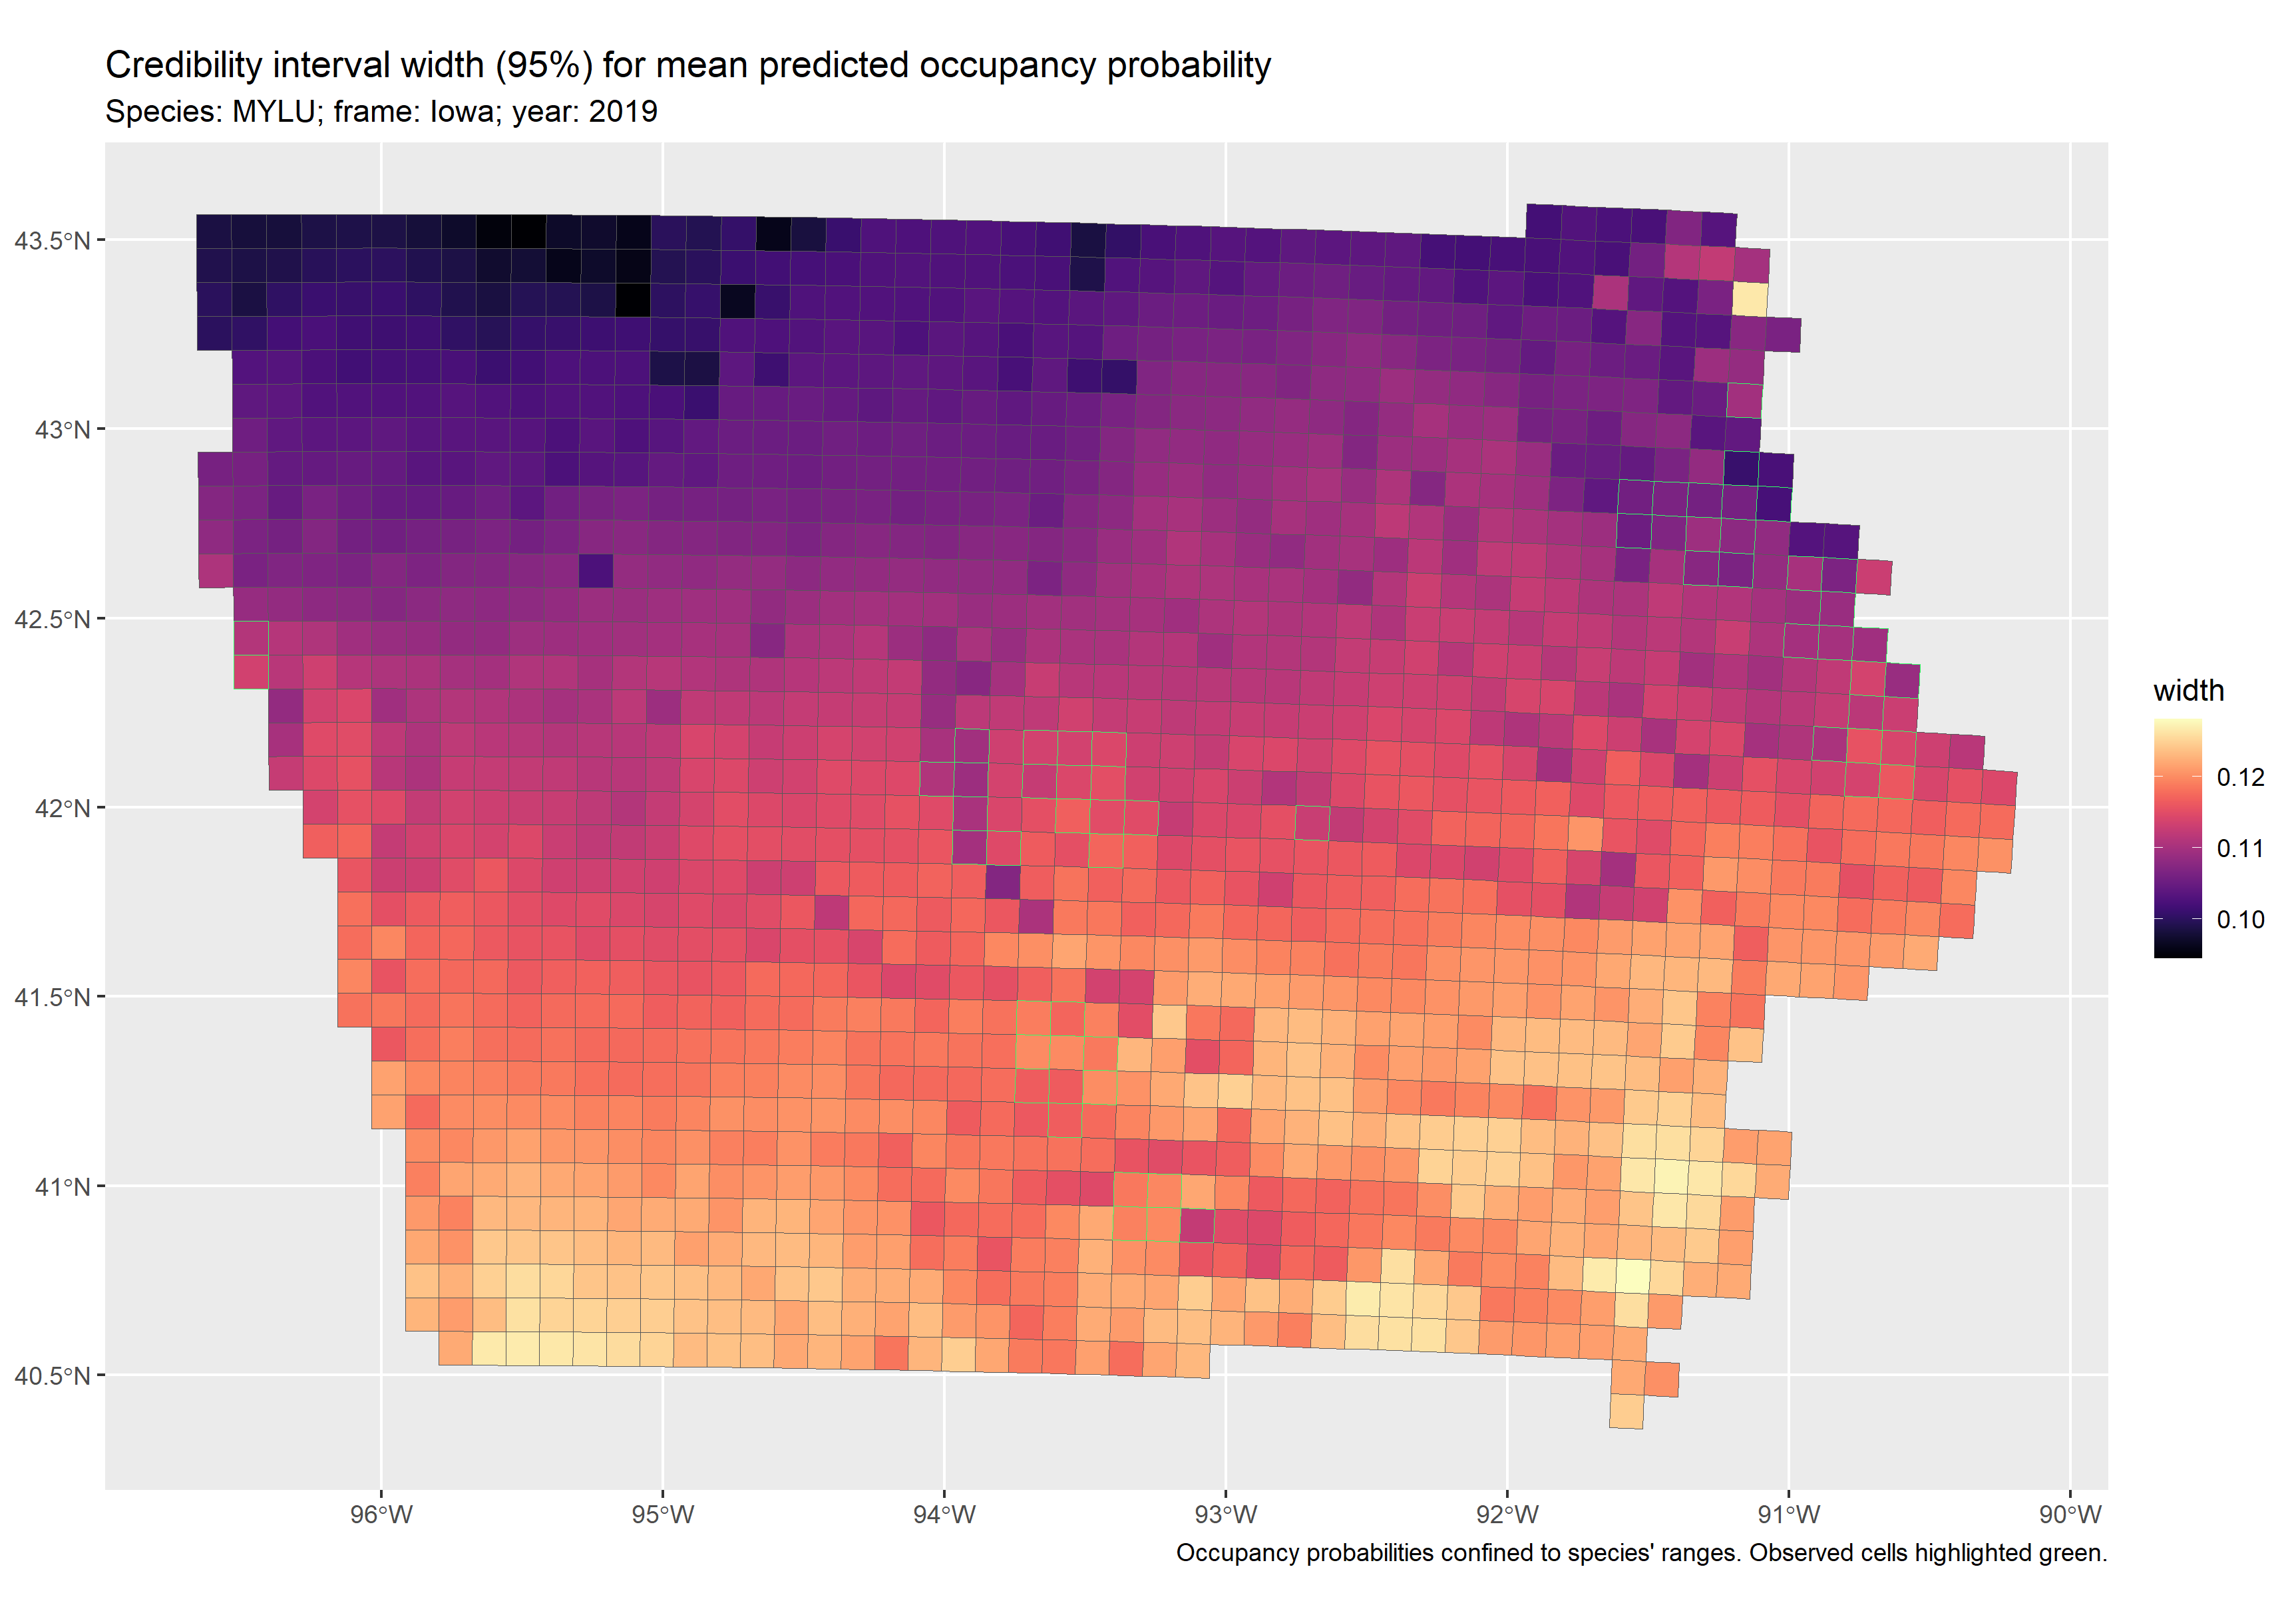 Credibility interval width (95%) for mean predicted occupancy probability
Species: MYLU; frame: Iowa; year: 2019
43.5°N
43°N
42.5°N
42°N
41.5°N
41°N
40.5°N
96°W
95°W
94°W
93°W
92°W
91°W
90°W
width
0.12
0.11
0.10
Occupancy probabilities confined to species' ranges. Observed cells highlighted green.